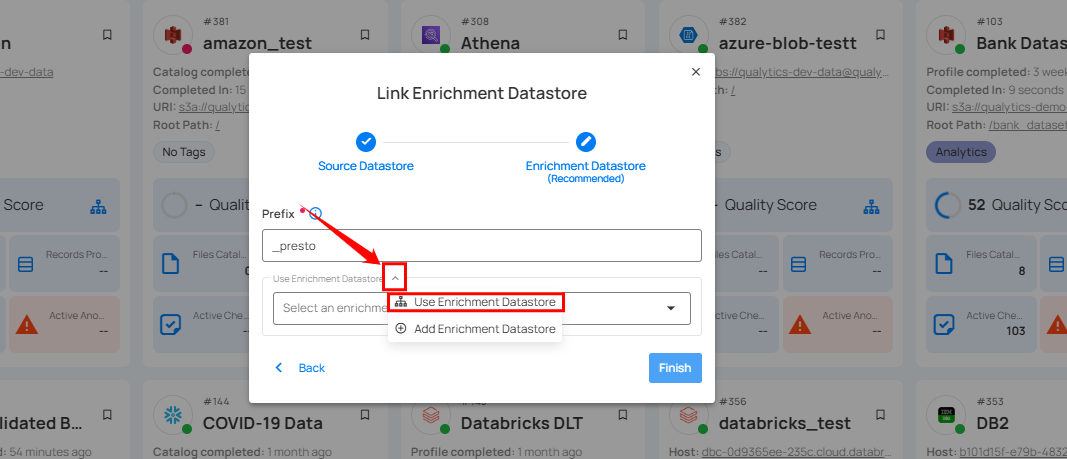 #381
#308
#382
#103
on
amazon_test
Athena
azure-blob-testt
Bank Datas
-dev-data
Catalog completed:
bs://qualytics-dev-data@qualy...
Profile completed: 3 week
Completed In: 15
Completed In: 9 seconds
URI: s3a://qualytic
URI: s3a://qualytics-demo-
Root Path: /
Path: /
Root Path: /bank_dataset
No Tags
Analytics
Score
– Quality
Quality Score
52 Quality Sco
Records Pro...
Files Catal...
Records Pro...
Files Catal...
--
--
8
Active Ano...
Active Che...
Active Che...
Active Ano...
Active Che...
--
--
--
103
Link Enrichment Datastore
Source Datastore
Enrichment Datastore
(Recommended)
Prefix
_presto
Use Enrichment Datastore
Select an enrichme
Use Enrichment Datastore
Add Enrichment Datastore
Back
Finish
#144
#356
#353
lidated B...
COVID-19 Data
Databricks DLT
databricks_test
DB2
d: 54 minutes ago
Catalog completed: 1 month ago
Profile completed: 1 month ago
Host: dbc-0d9365ee-235c.cloud.databr
Host: b101d15f-e79b-4832